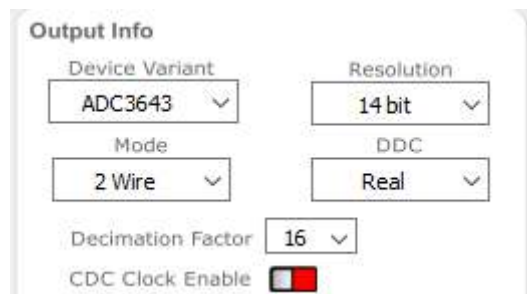 Output Info
Device Variant Resolution
ADC3643 14 bit
Mode DDC
2 Wire Real
Decimation Factor 16
CDC Clock Enable